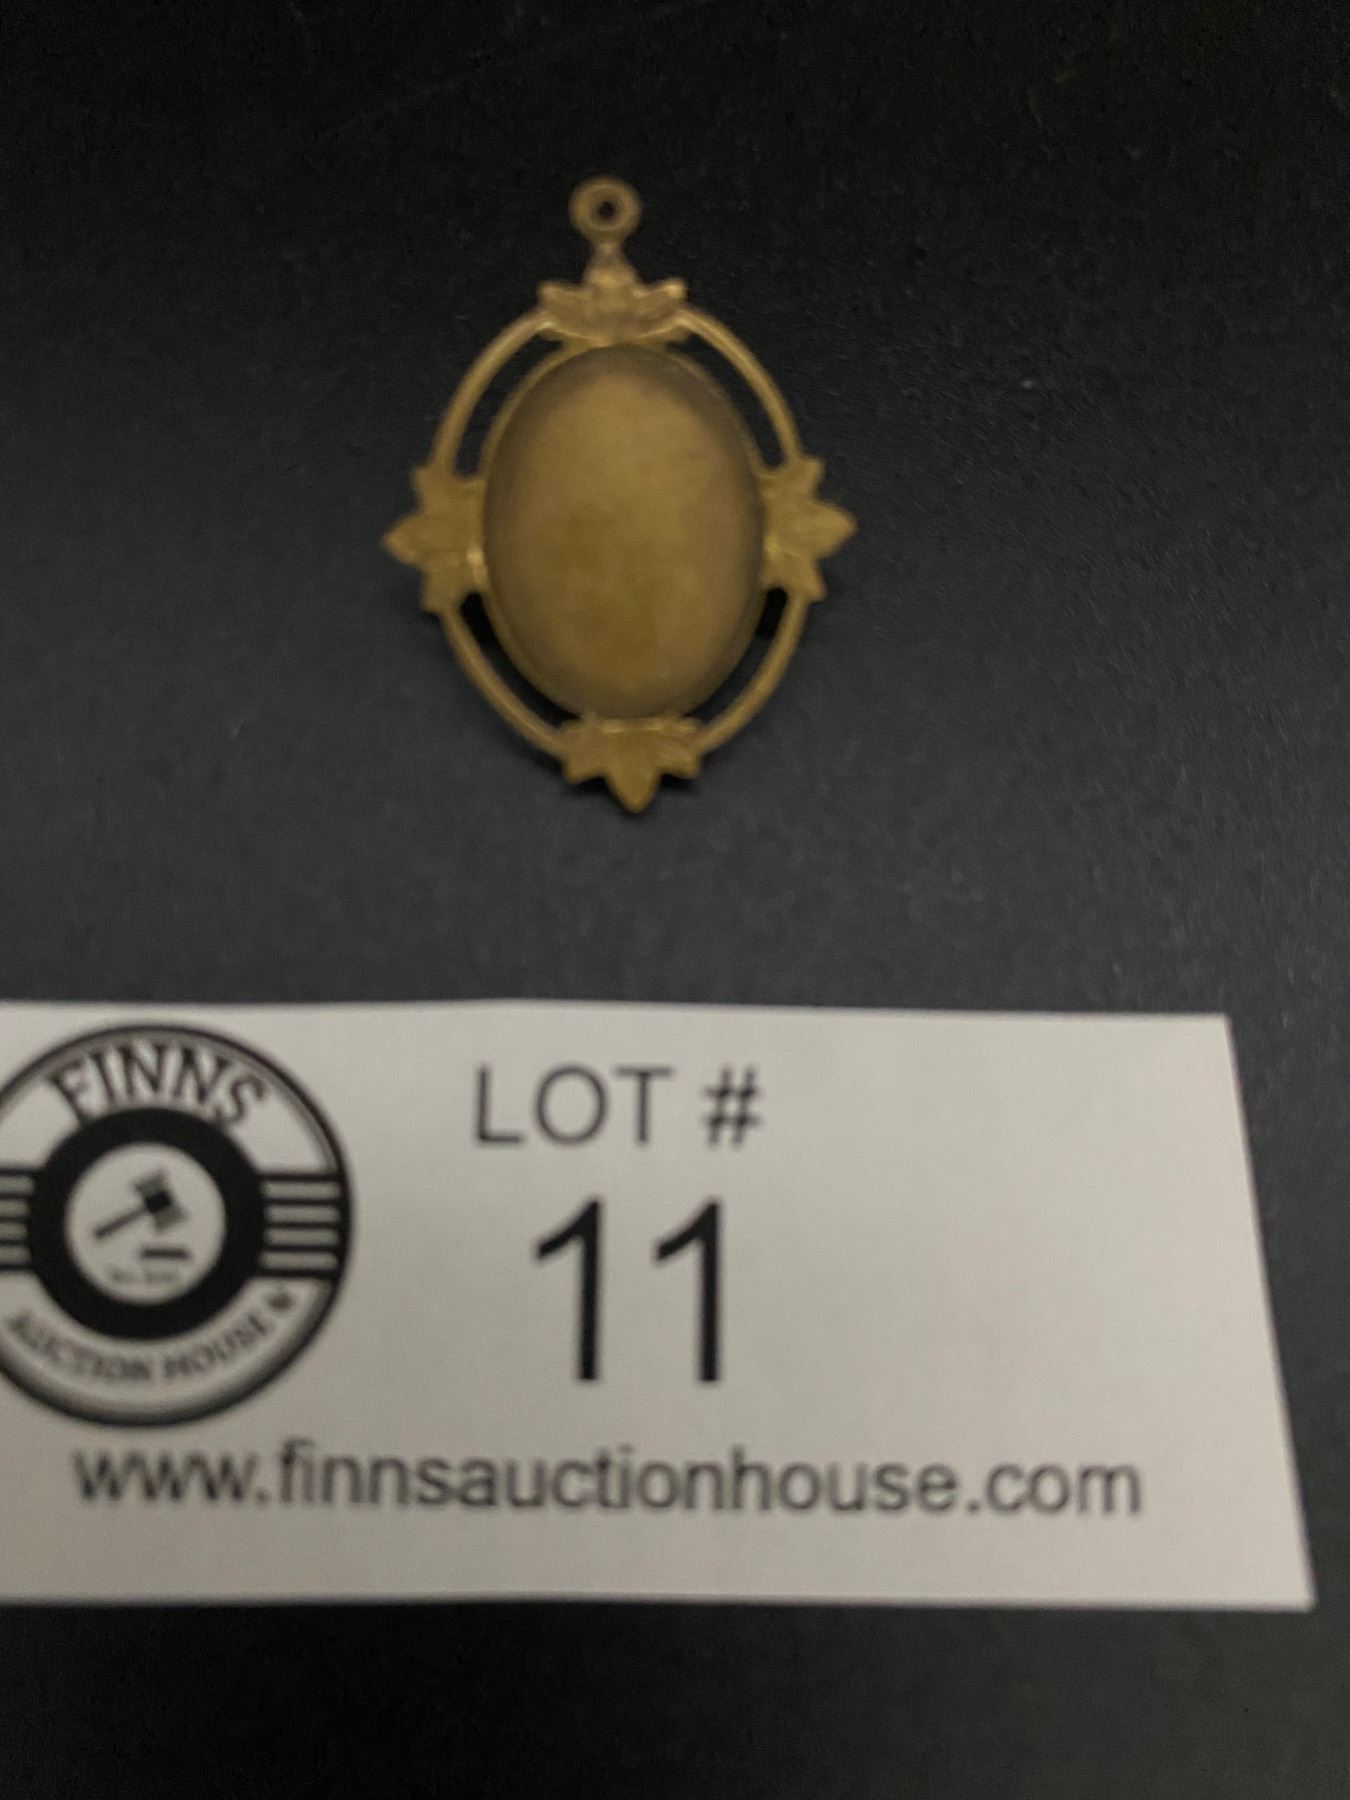 FINNS
AUCTION HOUSE &
LOT #
11
www.finnsauctionhouse.com